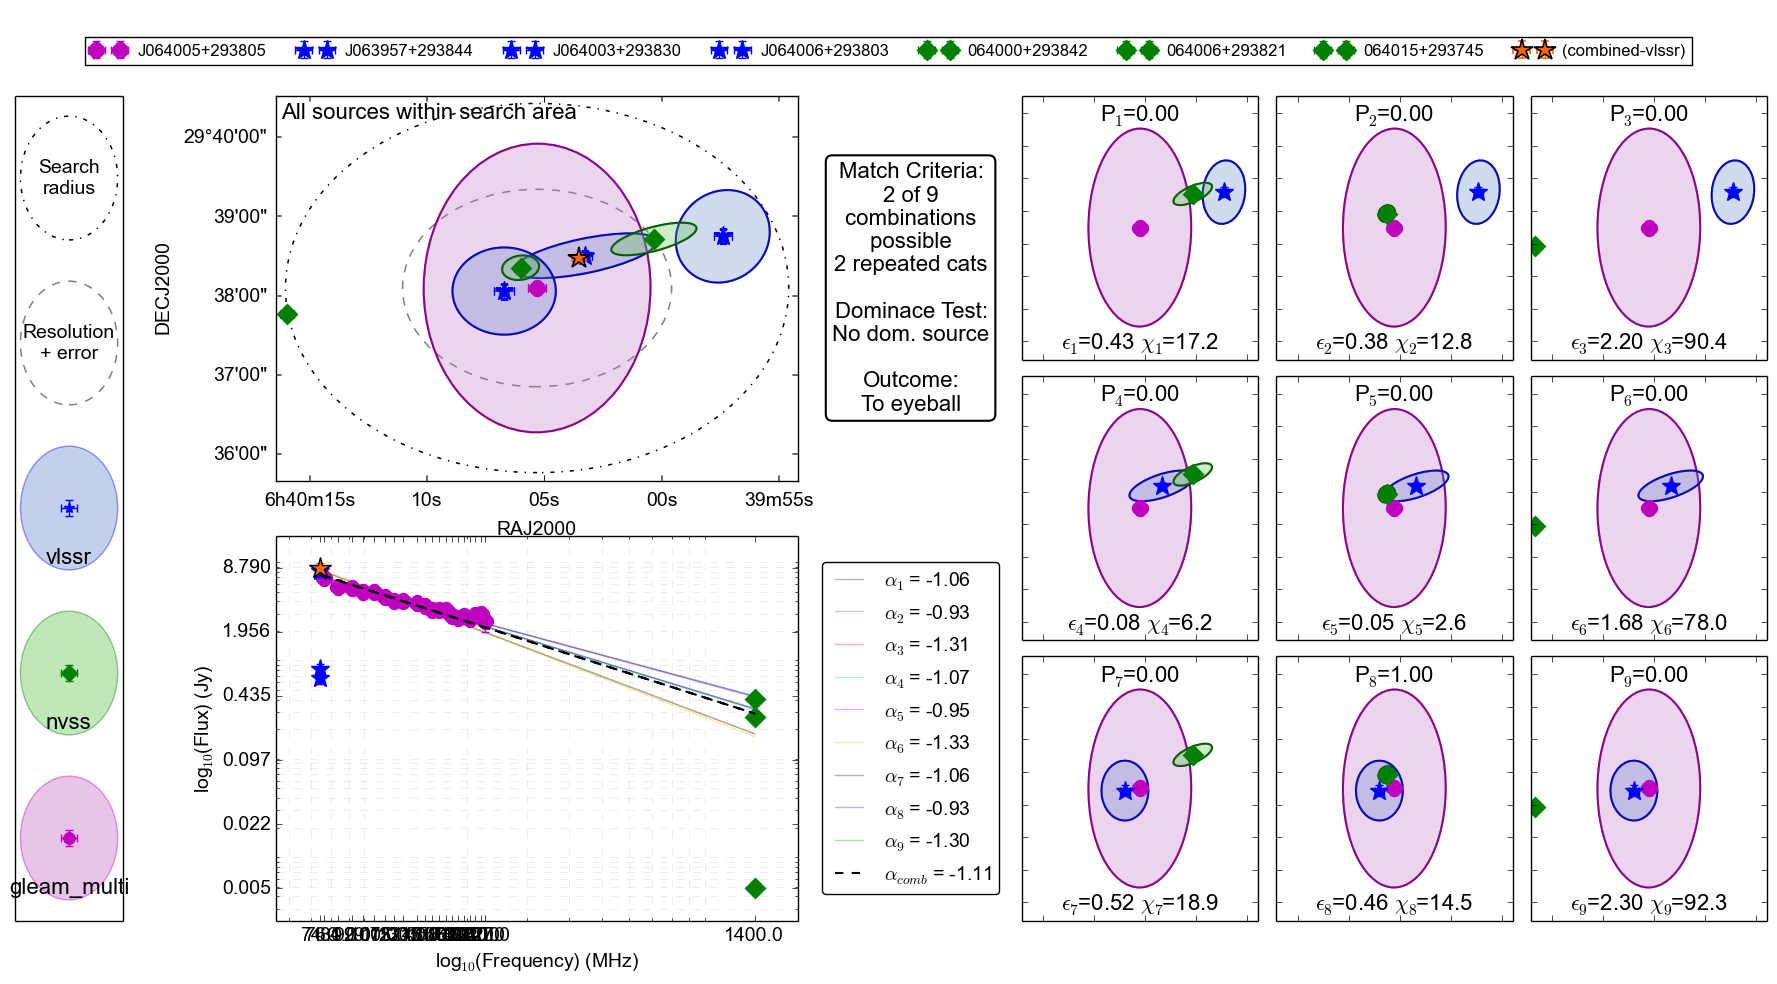 J064005+293805 J063957+293844 J064003+293830 J064006+293803 064000+293842 064006+293821 064015+293745 (combined-vlssr)
Search
radius
Resolution
+ error
vlssr
nvss
gleam_multi
All sources within search area
DECJ2000
29°40'00"
39'00"
38'00"
37'00"
36'00"
6h40m15s 10s 05s 00s 39m55s
RAJ2000
Match Criteria:
2 of 9
combinations
possible
2 repeated cats
Dominace Test:
No dom. source
Outcome:
To eyeball
log10(Flux) (Jy)
8.790
1.956
0.435
0.097
0.022
0.005
1400.0
log10(Frequency) (MHz)
α1 = -1.06
α2 = -0.93
α3 = -1.31
α4 = -1.07
α5 = -0.95
α6 = -1.33
α7 = -1.06
α8 = -0.93
α9 = -1.30
αcomb = -1.11
P1=0.00
ϵ1=0.43 χ1=17.2
P2=0.00
ϵ2=0.38 χ2=12.8
P3=0.00
ϵ3=2.20 χ3=90.4
P4=0.00
ϵ4=0.08 χ4=6.2
P5=0.00
ϵ5=0.05 χ5=2.6
P6=0.00
ϵ6=1.68 χ6=78.0
P7=0.00
ϵ7=0.52 χ7=18.9
P8=1.00
ϵ8=0.46 χ8=14.5
P9=0.00
ϵ9=2.30 χ9=92.3